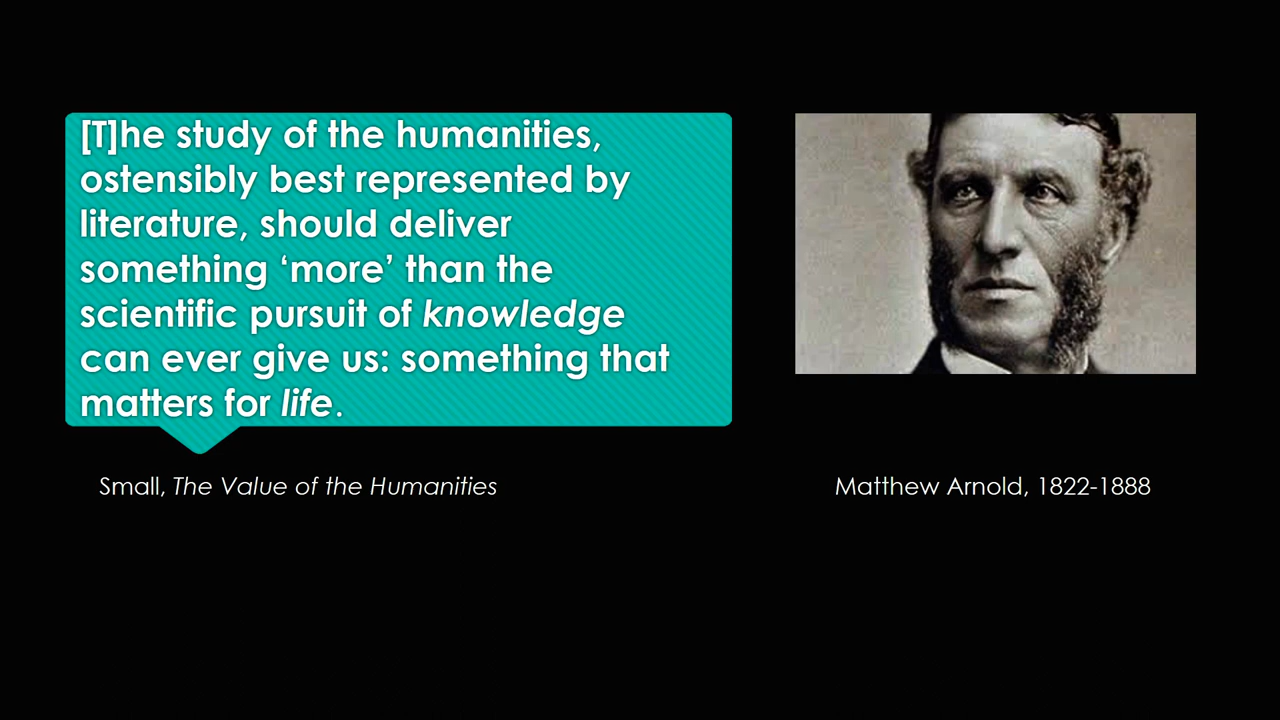 [T]he study of the humanities,
ostensibly best represented by
literature, should deliver
something ‘more’ than the
scientific pursuit of knowledge
can ever give us: something that
matters for life.
Small, The Value of the Humanities
Matthew Arnold, 1822-1888